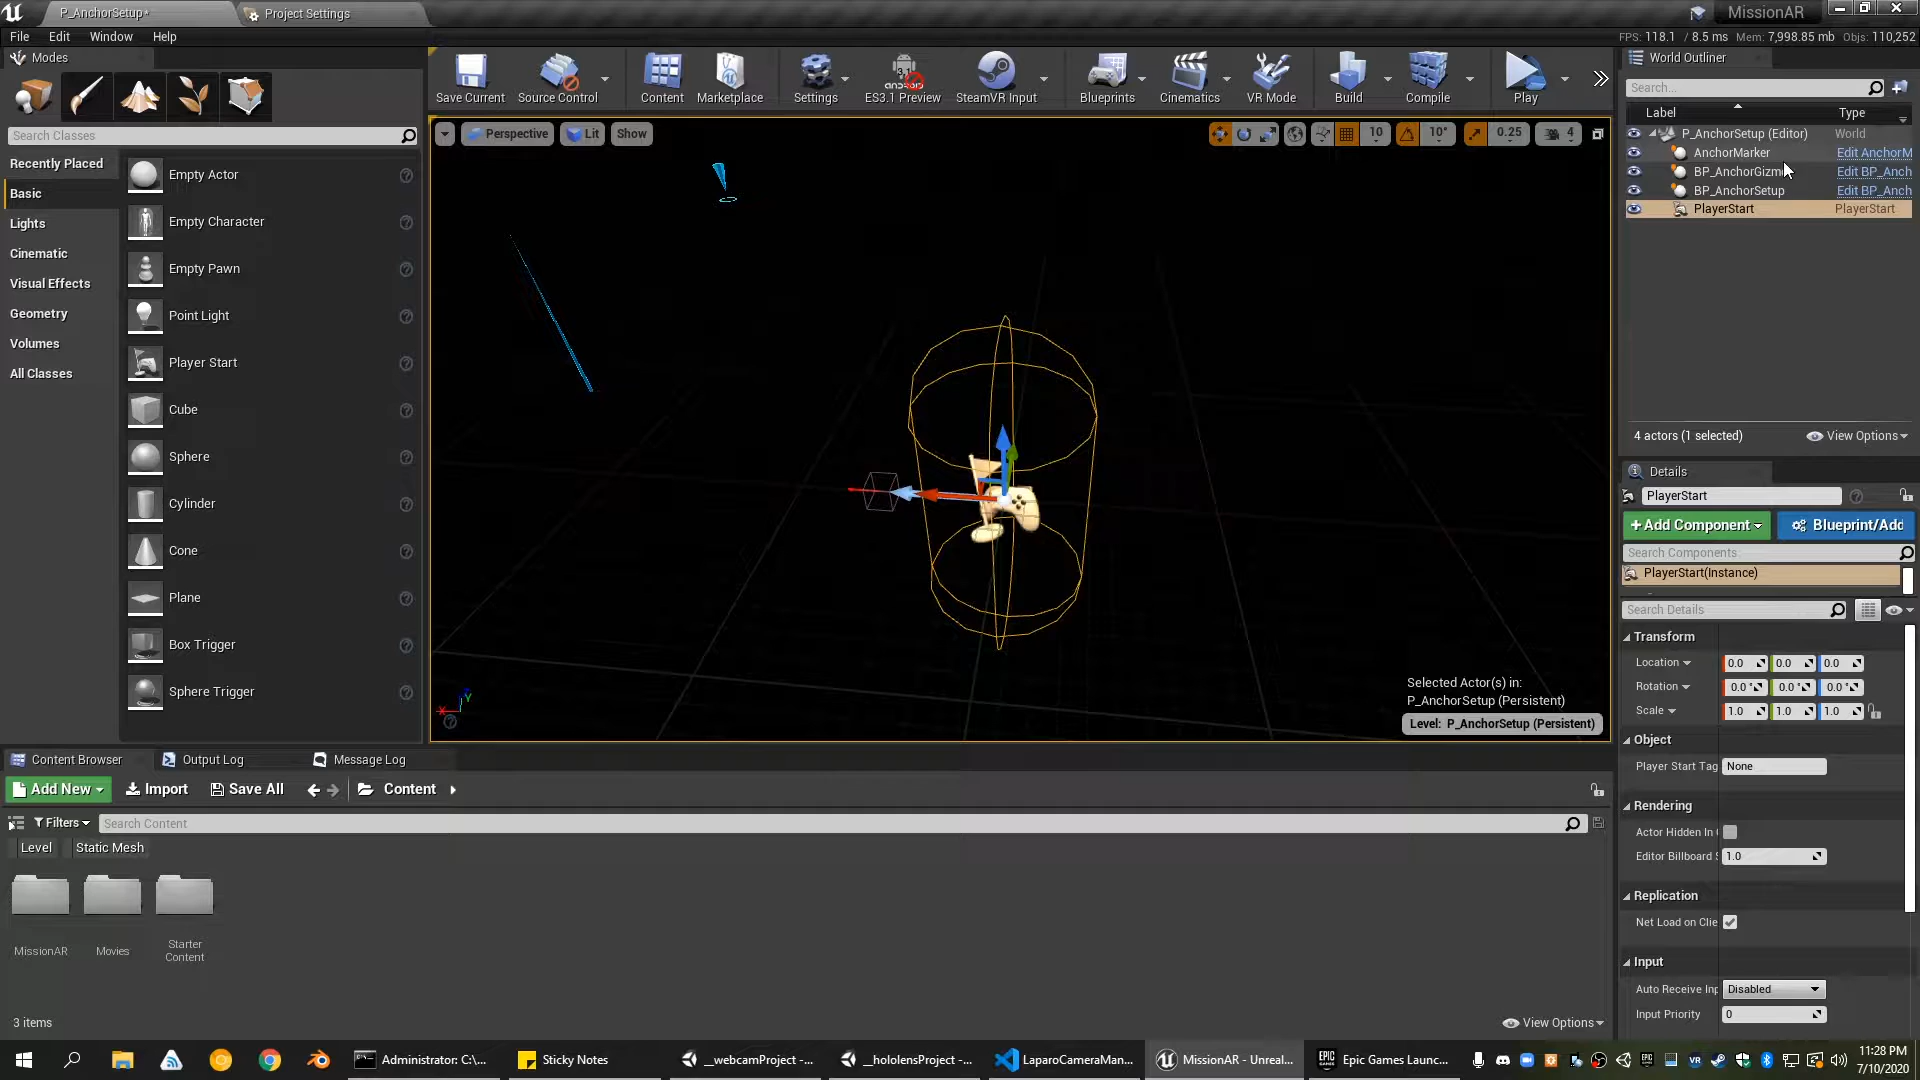 P_AnchorSetup*
Project Settings
MissionAR
File Edit Window Help
FPS: 118.1 / 8.5 ms Mem: 7,998.85 mb Objs: 110,252
Modes
Search Classes
Recently Placed
Basic
Lights
Cinematic
Visual Effects
Geometry
Volumes
All Classes
Empty Actor
Empty Character
Empty Pawn
Point Light
Player Start
Cube
Sphere
Cylinder
Cone
Plane
Box Trigger
Sphere Trigger
Save Current Source Control Content Marketplace Settings ES3.1 Preview SteamVR Input Blueprints Cinematics VR Mode Build Compile Play
Perspective Lit Show
10 10° 0.25 4
Selected Actor(s) in:
P_AnchorSetup (Persistent)
Level: P_AnchorSetup (Persistent)
World Outliner
Search...
Label Type
P_AnchorSetup (Editor) World
AnchorMarker Edit AnchorM
BP_AnchorGizm Edit BP_Anch
BP_AnchorSetup Edit BP_Anch
PlayerStart PlayerStart
4 actors (1 selected) View Options
Details
PlayerStart
+Add Component Blueprint/Add
Search Components
PlayerStart(Instance)
Search Details
Transform
Location 0.0 0.0 0.0
Rotation 0.0 ° 0.0 ° 0.0 °
Scale 1.0 1.0 1.0
Object
Player Start Tag None
Rendering
Actor Hidden In
Editor Billboard S 1.0
Replication
Net Load on Clie
Input
Auto Receive Inp Disabled
Input Priority 0
Content Browser Output Log Message Log
Add New Import Save All Content
Filters Search Content
Level Static Mesh
MissionAR
Movies
Starter
Content
3 items
View Options
Administrator: C:\...
Sticky Notes
__webcamProject -...
__hololensProject -...
LaparoCameraMan...
MissionAR - Unreal...
Epic Games Launc...
11:28 PM
7/10/2020